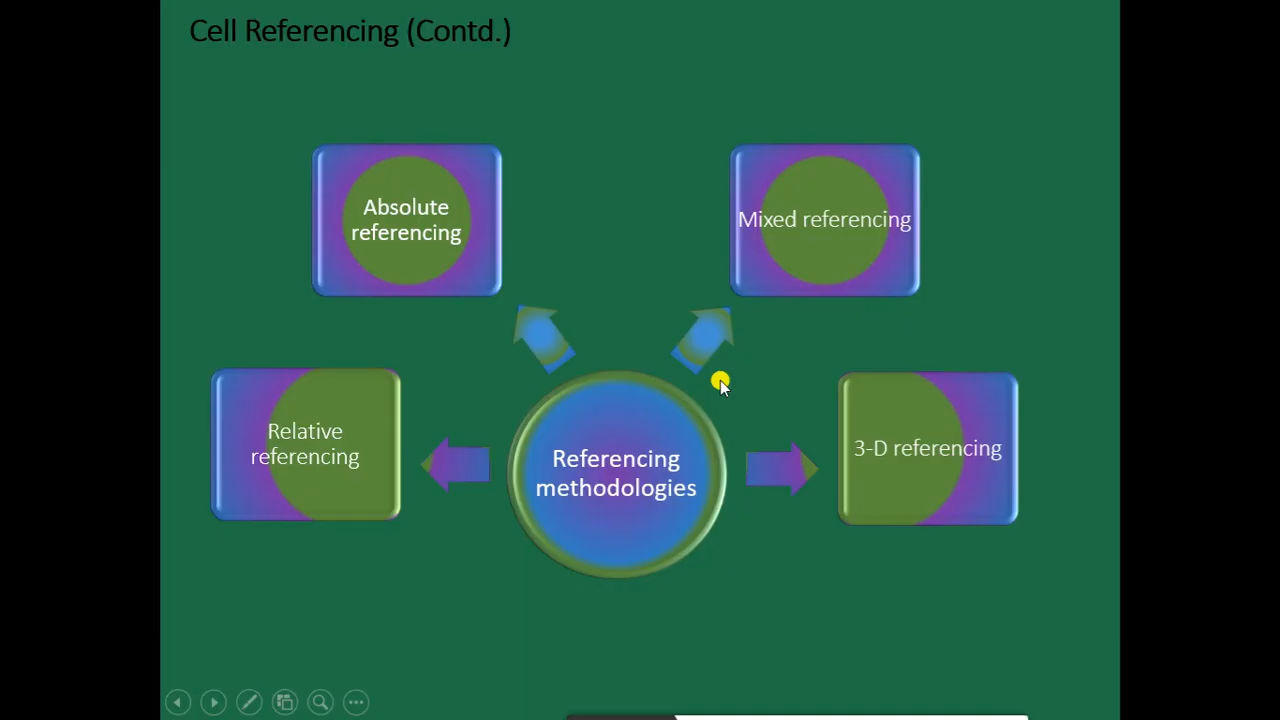 Cell Referencing (Contd.)
Absolute
referencing
Mixed referencing
Relative
referencing
Referencing
methodologies
3-D referencing